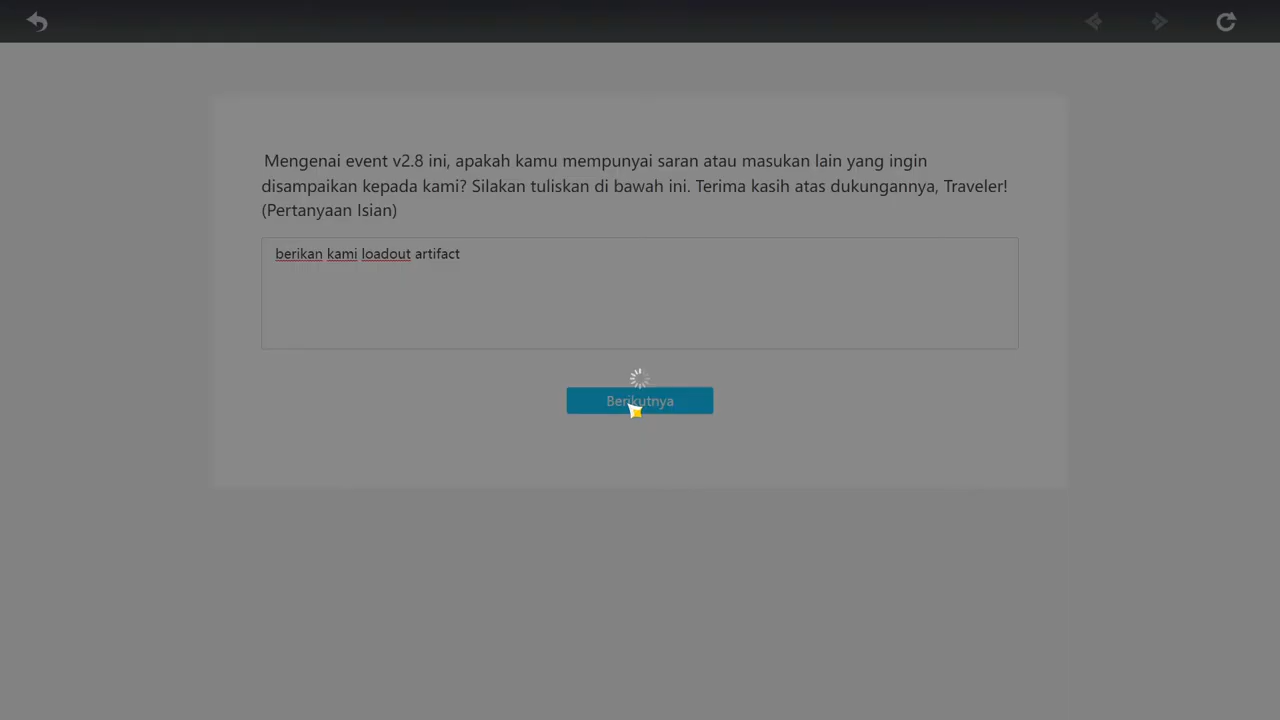 Mengenai event v2.8 ini, apakah kamu mempunyai saran atau masukan lain yang ingin
disampaikan kepada kami? Silakan tuliskan di bawah ini. Terima kasih atas dukungannya, Traveler!
(Pertanyaan Isian)
berikan kami loadout artifact
Berikutnya